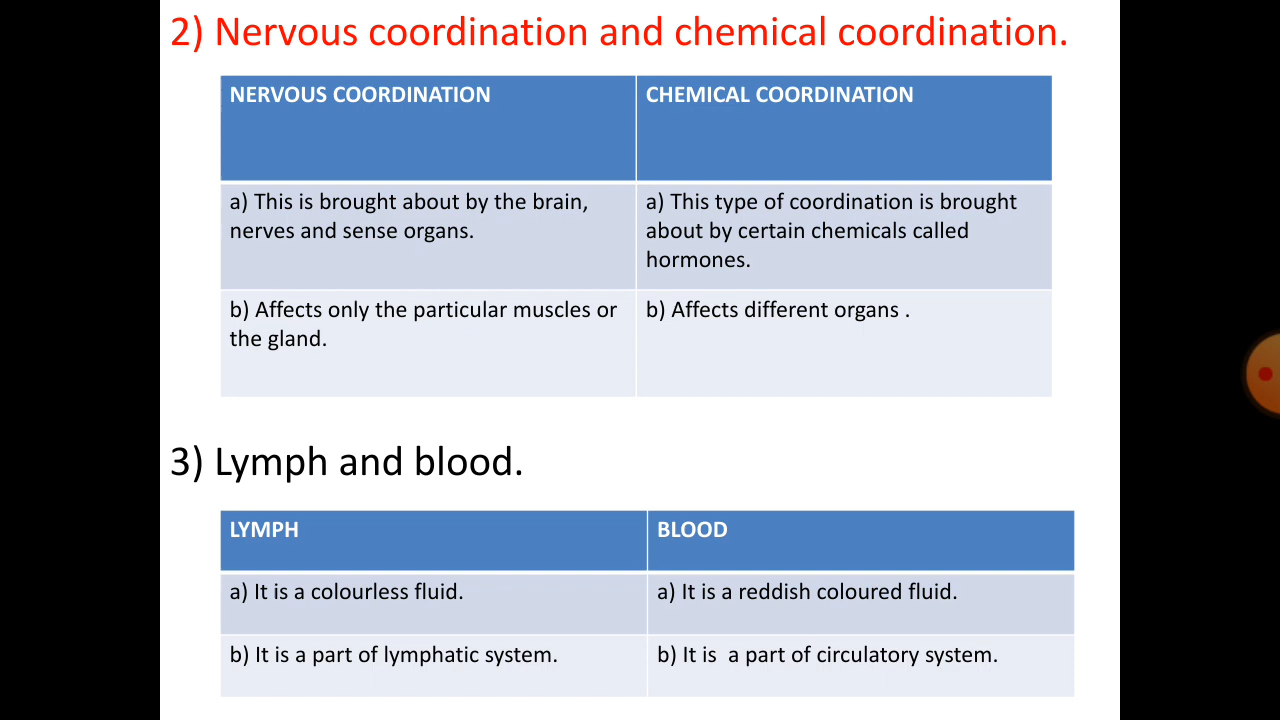 2) Nervous coordination and chemical coordination.
NERVOUS COORDINATION
CHEMICAL COORDINATION
a) This is brought about by the brain,
nerves and sense organs.
a) This type of coordination is brought
about by certain chemicals called
hormones.
b) Affects only the particular muscles or
the gland.
b) Affects different organs .
3) Lymph and blood.
LYMPH
BLOOD
a) It is a colourless fluid.
a) It is a reddish coloured fluid.
b) It is a part of lymphatic system.
b) It is  a part of circulatory system.